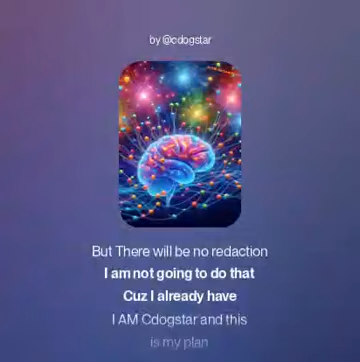 by @cdogstar
But There will be no redaction
I am not going to do that
Cuz I already have
I AM Cdogstar and this
is my plan